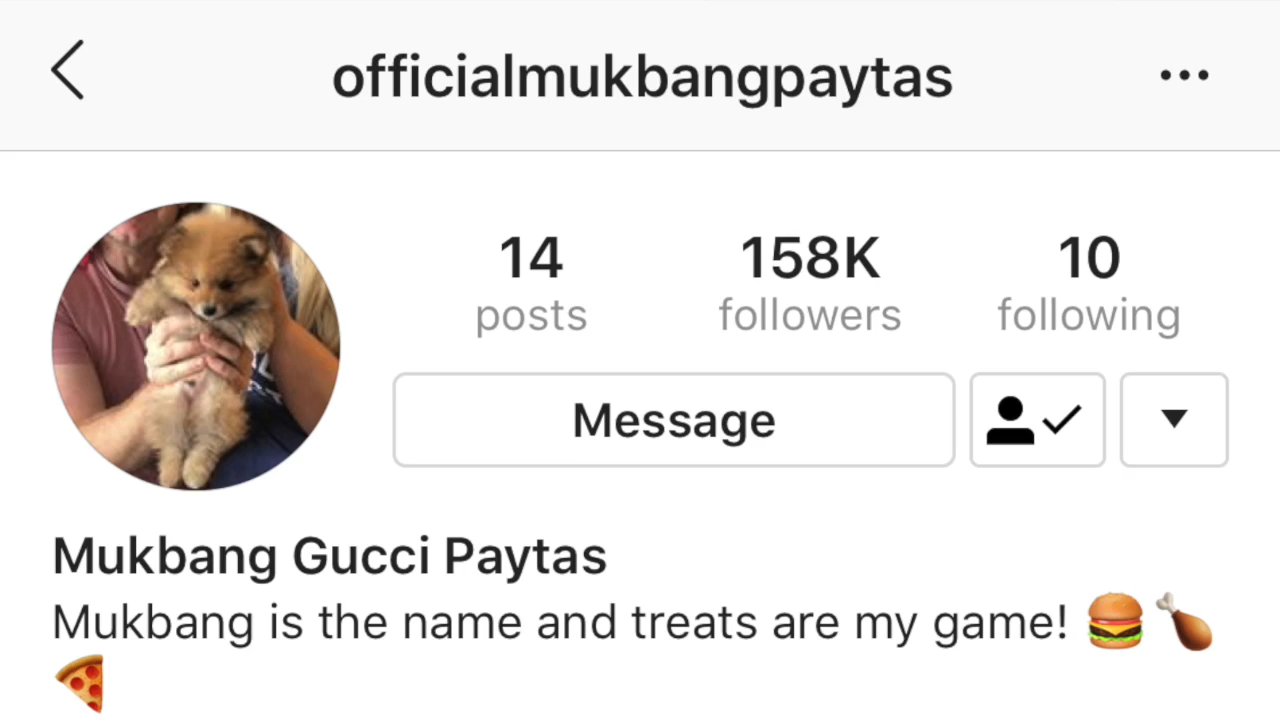 officialmukbangpaytas
14 158K 10
posts followers following
Message
Mukbang Gucci Paytas
Mukbang is the name and treats are my game! 🍔🍗
🍕